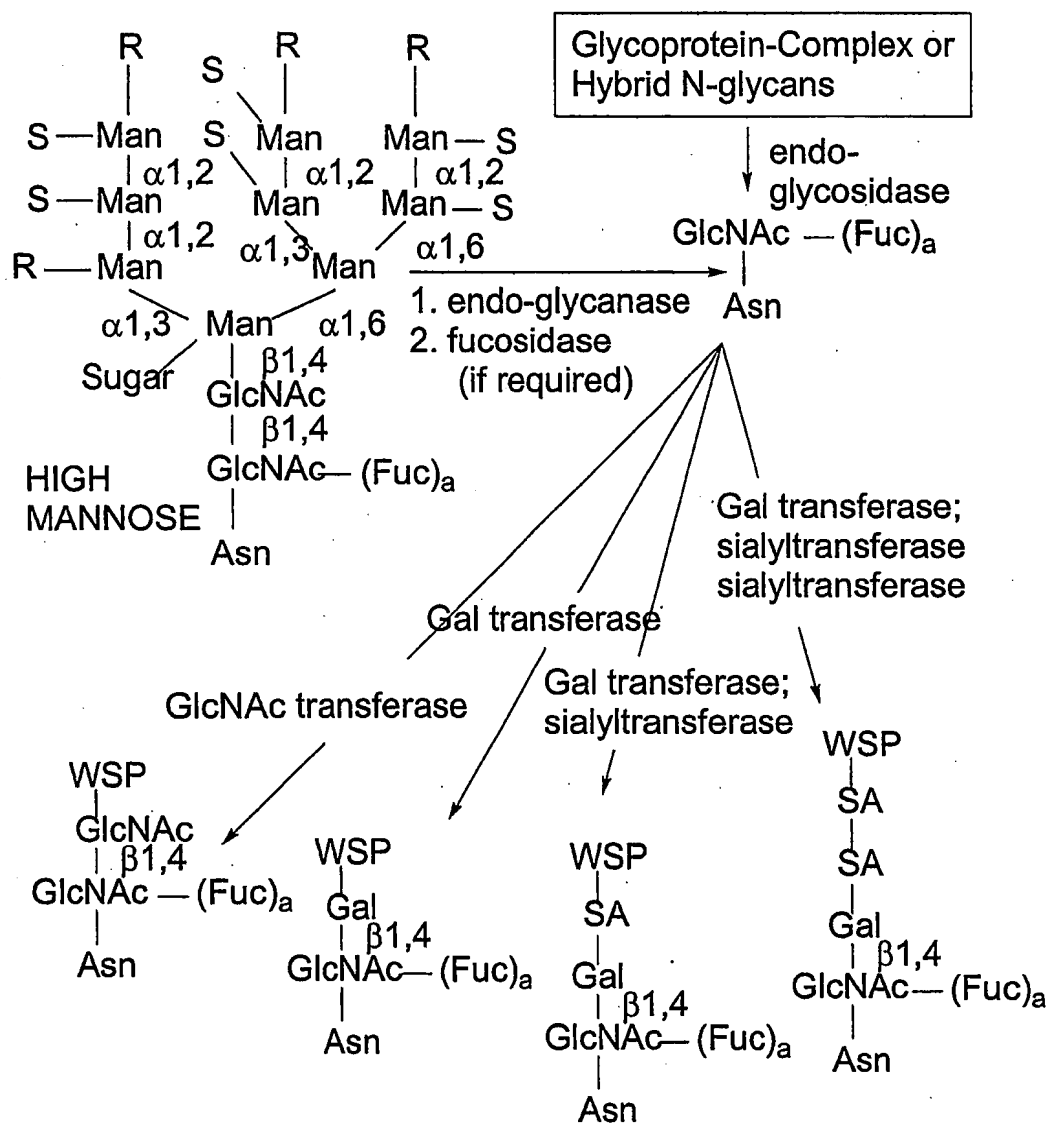 R
R
R
S
Glycoprotein-Complex or
Hybrid N-glycans
S—Man
S
Man
Man—S
α1,2
α1,2
α1,2
endo-
glycosidase
S—Man
Man
Man—S
α1,2
α1,3
α1,6
GlcNAc—(Fuc)a
R—Man
Man
Asn
1. endo-glycanase
2. fucosidase
(if required)
α1,3
Man
α1,6
Sugar
β1,4
GlcNAc
β1,4
GlcNAc—(Fuc)a
HIGH
MANNOSE
Asn
Gal transferase;
sialyltransferase
sialyltransferase
Gal transferase
Gal transferase;
sialyltransferase
GlcNAc transferase
WSP
GlcNAc
β1,4
GlcNAc—(Fuc)a
Asn
WSP
Gal
β1,4
GlcNAc—(Fuc)a
Asn
WSP
SA
Gal
β1,4
GlcNAc—(Fuc)a
Asn
WSP
SA
SA
Gal
β1,4
GlcNAc—(Fuc)a
Asn